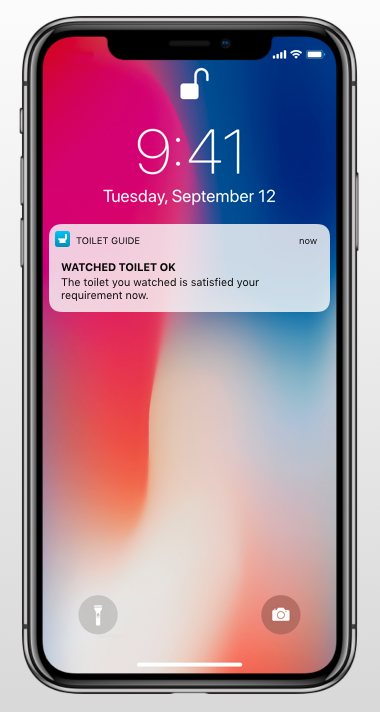 9:41
Tuesday, September 12
TOILET GUIDE now
WATCHED TOILET OK
The toilet you watched is satisfied your
requirement now.